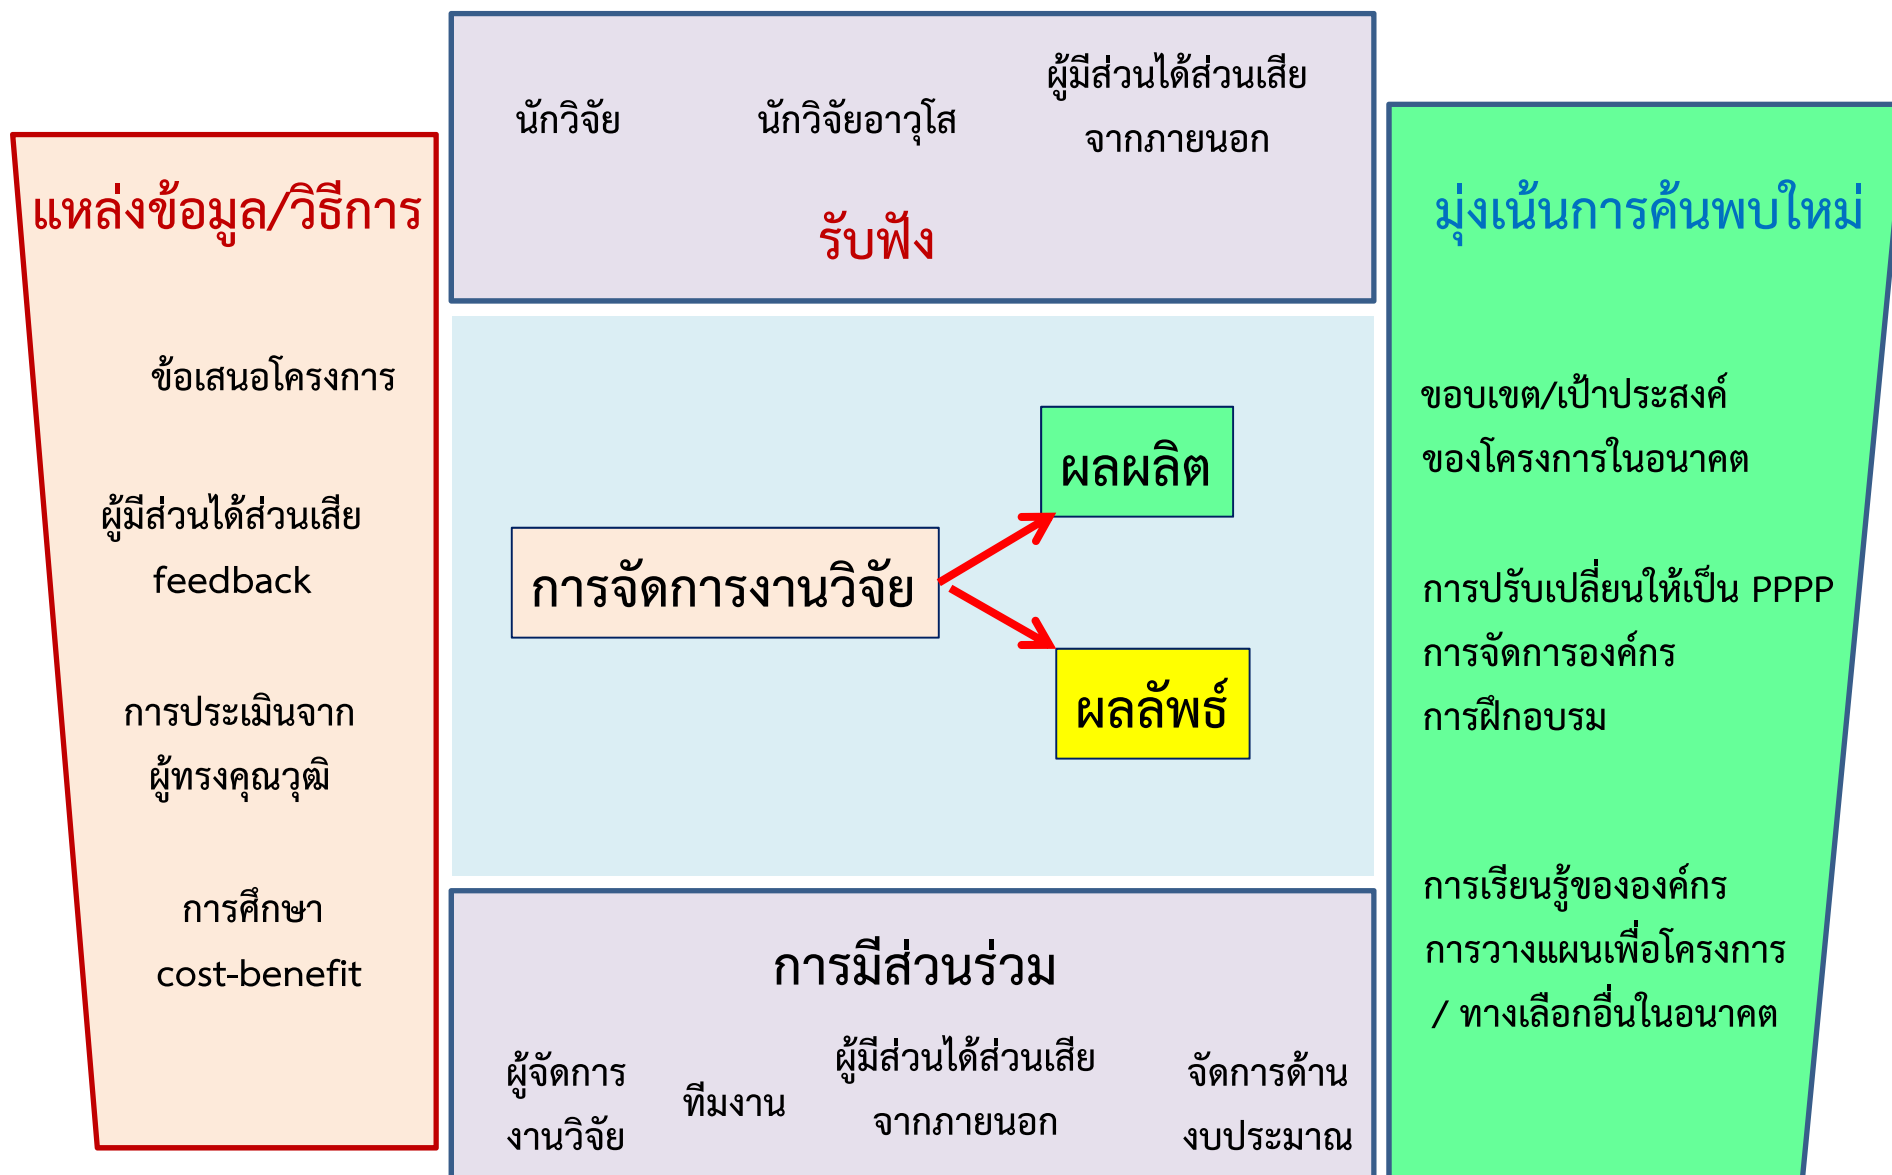 นักวิจัย
นักวิจัยอาวุโส
ผู้มีส่วนได้ส่วนเสีย
จากภายนอก
รับฟัง
แหล่งข้อมูล/วิธีการ
ข้อเสนอโครงการ
ผู้มีส่วนได้ส่วนเสีย
feedback
การประเมินจาก
ผู้ทรงคุณวุฒิ
การศึกษา
cost-benefit
การจัดการงานวิจัย
ผลผลิต
ผลลัพธ์
มุ่งเน้นการค้นพบใหม่
ขอบเขต/เป้าประสงค์
ของโครงการในอนาคต
การปรับเปลี่ยนให้เป็น PPPP
การจัดการองค์กร
การฝึกอบรม
การเรียนรู้ขององค์กร
การวางแผนเพื่อโครงการ
/ ทางเลือกอื่นในอนาคต
การมีส่วนร่วม
ผู้จัดการ
งานวิจัย
ทีมงาน
ผู้มีส่วนได้ส่วนเสีย
จากภายนอก
จัดการด้าน
งบประมาณ